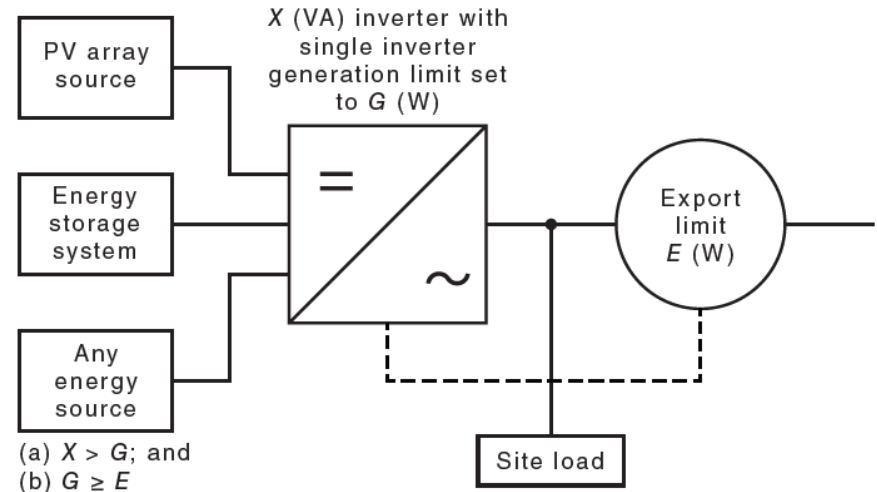 X (VA) inverter with
single inverter
generation limit set
to G (W)
PV array
source
Energy
storage
system
Any
energy
source
=
~
Export
limit
E (W)
Site load
(a) X > G; and
(b) G ≥ E